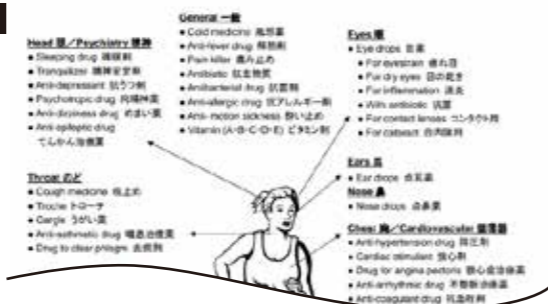 General 一般
• Cold medicine 風邪薬
• Anti-fever drug 解熱剤
• Pain killer 痛み止め
• Antibiotic 抗生物質
• Antibacterial drug 抗菌剤
• Anti-allergic drug 抗アレルギー剤
• Anti-motion sickness 酔い止め
• Vitamin (A・B・C・D・E) ビタミン剤
Head 頭／Psychiatry 精神
• Sleeping drug 睡眠剤
• Tranquilizer 精神安定剤
• Anti-depressant 抗うつ剤
• Psychotropic drug 向精神薬
• Anti-dizziness drug めまい薬
• Anti-epileptic drug
てんかん治療薬
Throat のど
• Cough medicine 咳止め
• Troche トローチ
• Gargle うがい薬
• Anti-asthmatic drug 喘息治療薬
• Drug to clear phlegm 去痰剤
Eyes 眼
• Eye drops 目薬
• For eyestrain 疲れ目
• For dry eyes 目の乾き
• For inflammation 消炎
• With antibiotic 抗菌
• For contact lenses コンタクト用
• For cataract 白内障用
Ears 耳
• Ear drops 点耳薬
Nose 鼻
• Nose drops 点鼻薬
Chest 胸／Cardiovascular 循環器
• Anti-hypertension drug 降圧剤
• Cardiac stimulant 強心剤
• Drug for angina pectoris 狭心症治療薬
• Anti-arrhythmic drug 不整脈治療薬
• Anti-coagulant drug 抗凝固剤